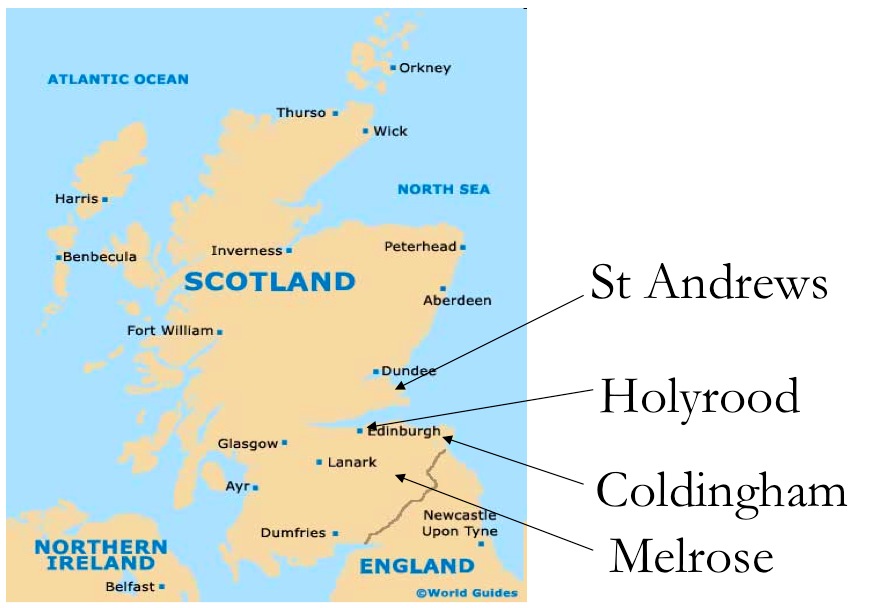 Orkney
ATLANTIC OCEAN
Thurso
Wick
NORTH SEA
Harris
Inverness
Peterhead
Benbecula
SCOTLAND
St Andrews
Aberdeen
Fort William
Dundee
Holyrood
Edinburgh
Glasgow
Lanark
Ayr
Coldingham
Newcastle
Upon Tyne
Dumfries
Melrose
NORTHERN
IRELAND
ENGLAND
Belfast
©World Guides